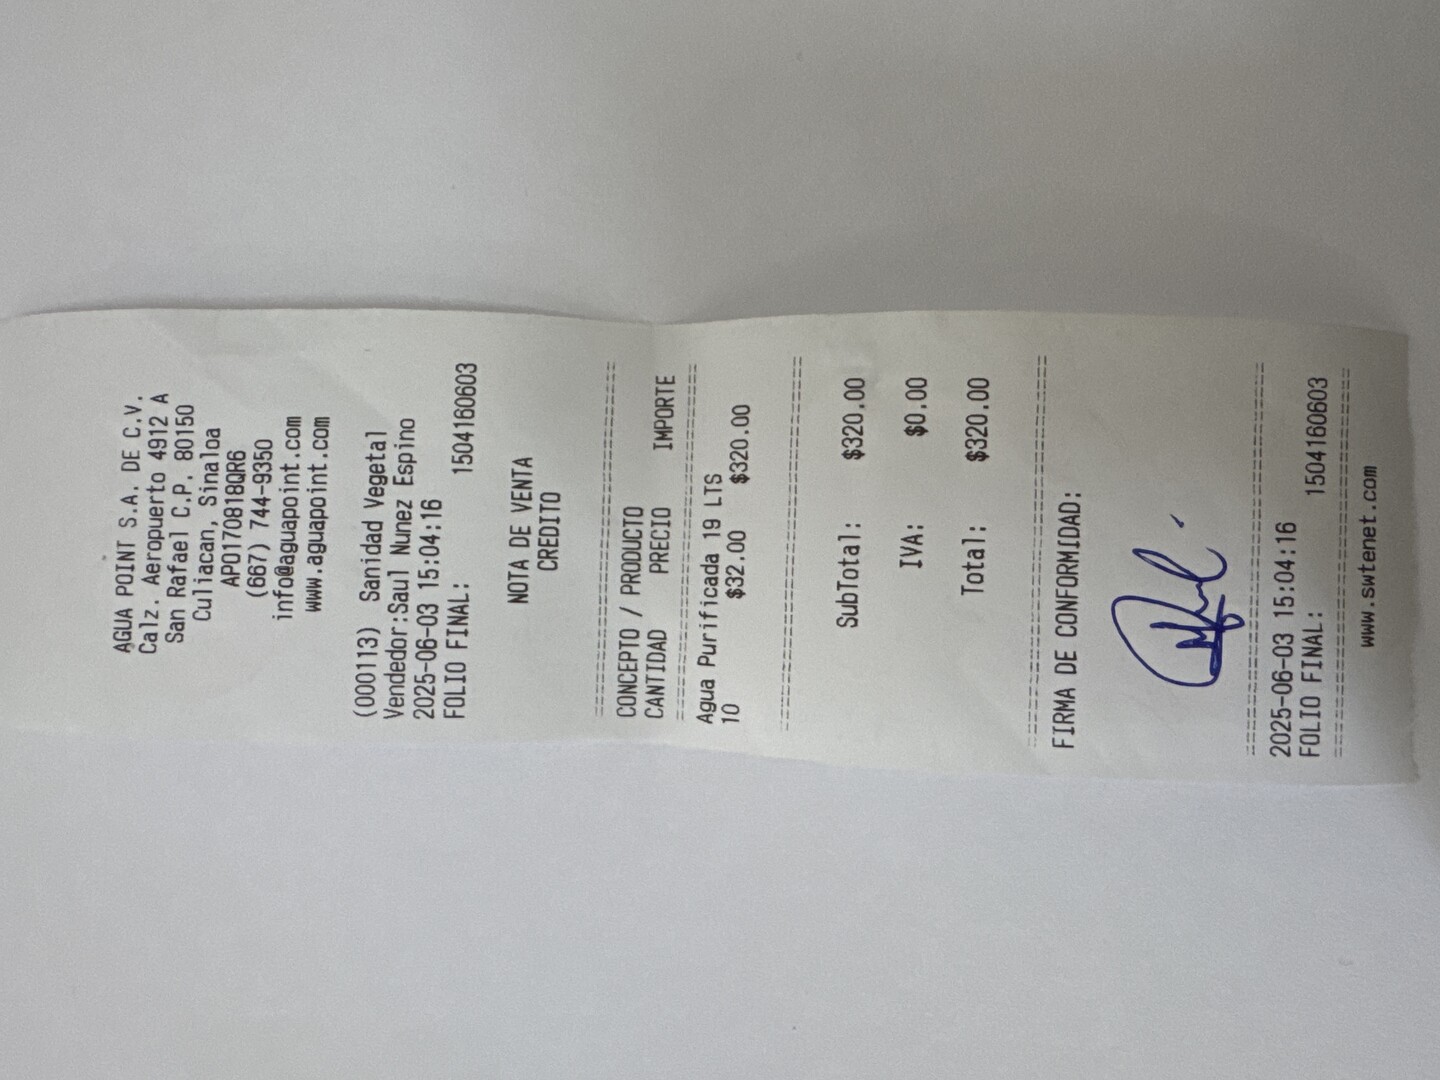 AGUA POINT S.A. DE C.V.
Calz. Aeropuerto 4912 A
San Rafael C.P. 80150
Culiacan, Sinaloa
APO170818QR6
(667) 744-9350
info@aguapoint.com
www.aguapoint.com
(000113) Sanidad Vegetal
Vendedor:Saul Nunez Espino
2025-06-03 15:04:16
FOLIO FINAL: 1504160603
NOTA DE VENTA
CREDITO
CONCEPTO / PRODUCTO
CANTIDAD PRECIO IMPORTE
Agua Purificada 19 LTS
10 $32.00 $320.00
SubTotal: $320.00
IVA: $0.00
Total: $320.00
FIRMA DE CONFORMIDAD:
2025-06-03 15:04:16
FOLIO FINAL: 1504160603
www.swtenet.com